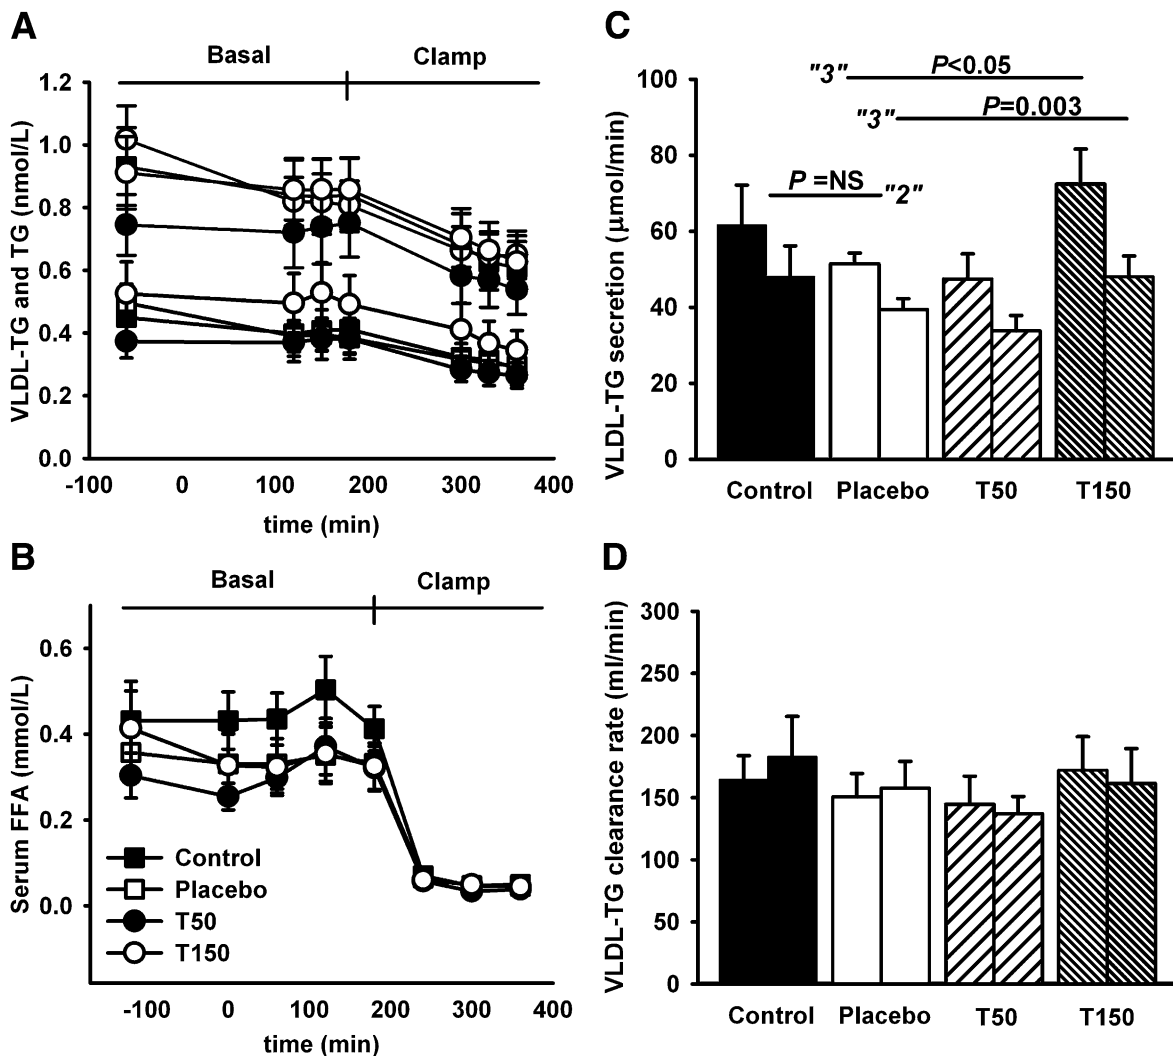 A
Basal
Clamp
VLDL-TG and TG (nmol/L)
1.2
1.0
0.8
0.6
0.4
0.2
0.0
-100
0
100
200
300
400
time (min)
B
Basal
Clamp
Serum FFA (mmol/L)
0.6
0.4
0.2
0.0
Control
Placebo
T50
T150
-100
0
100
200
300
400
time (min)
C
VLDL-TG secretion (µmol/min)
100
80
60
40
20
0
"3"
P<0.05
"3"
P=0.003
P =NS
"2"
Control
Placebo
T50
T150
D
VLDL-TG clearance rate (ml/min)
300
250
200
150
100
50
0
Control
Placebo
T50
T150